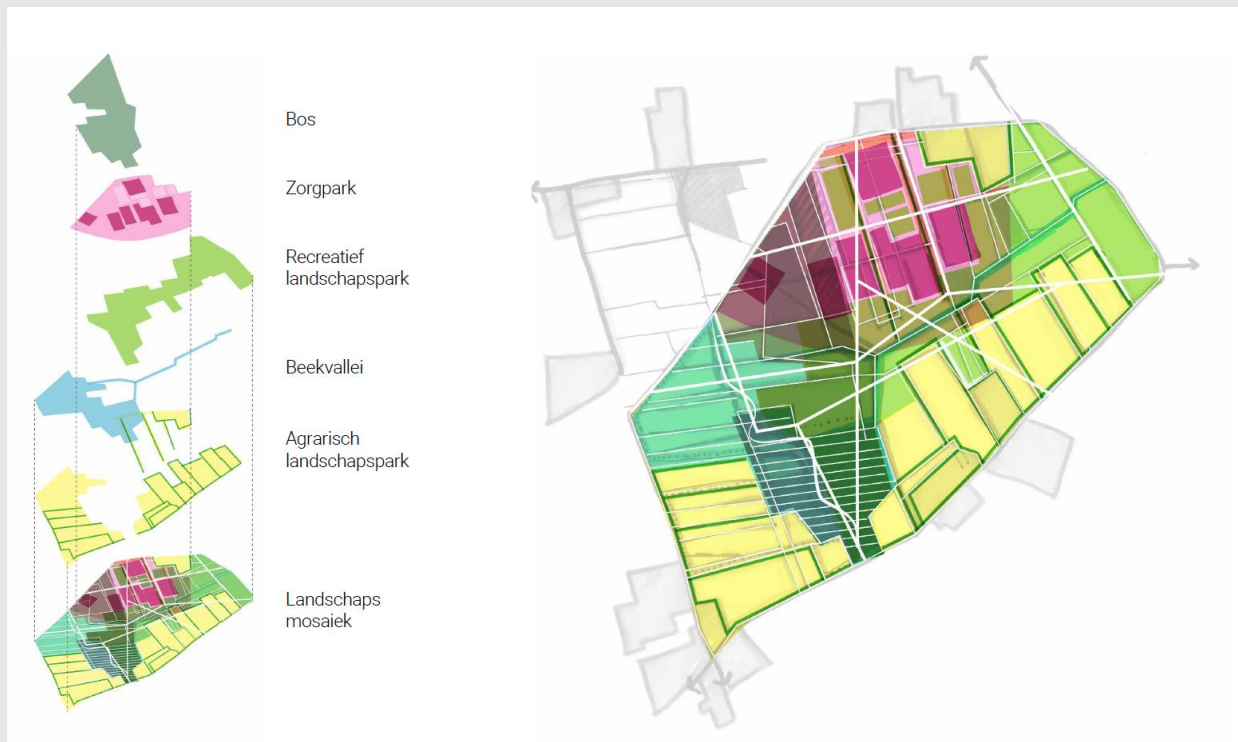 Bos
Zorgpark
Recreatief
landschapspark
Beekvallei
Agrarisch
landschapspark
Landschaps
mosaiek